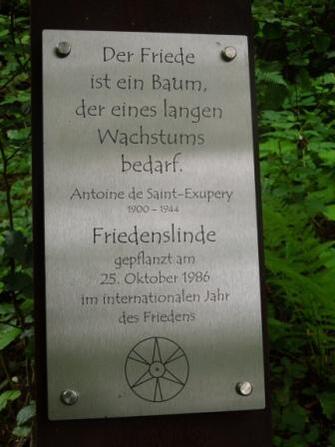 Der Friede
ist ein Baum,
der eines langen
Wachstums
bedarf.
Antoine de Saint-Exupery
1900 – 1944
Friedenslinde
gepflanzt am
25. Oktober 1986
im internationalen Jahr
des Friedens